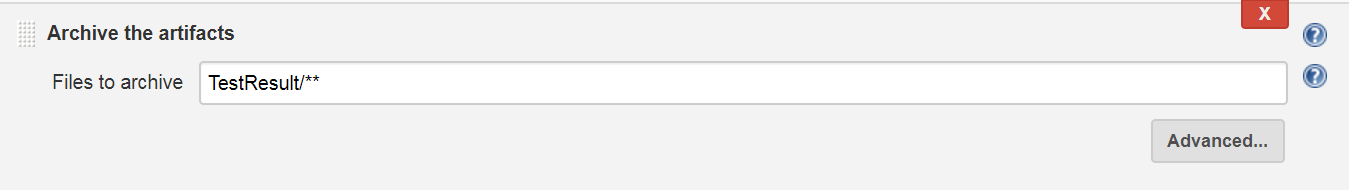 X
Archive the artifacts
?
Files to archive TestResult/**
?
Advanced...